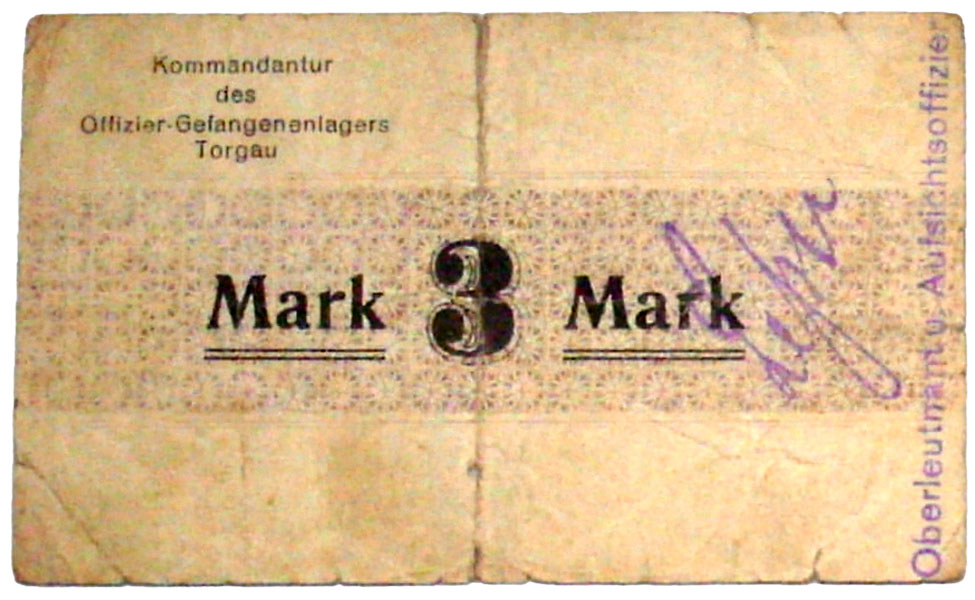 Kommandantur
des
Offizier-Gefangenenlagers
Torgau
Mark 3 Mark
Oberleutnant u. Aufsichtsoffizier